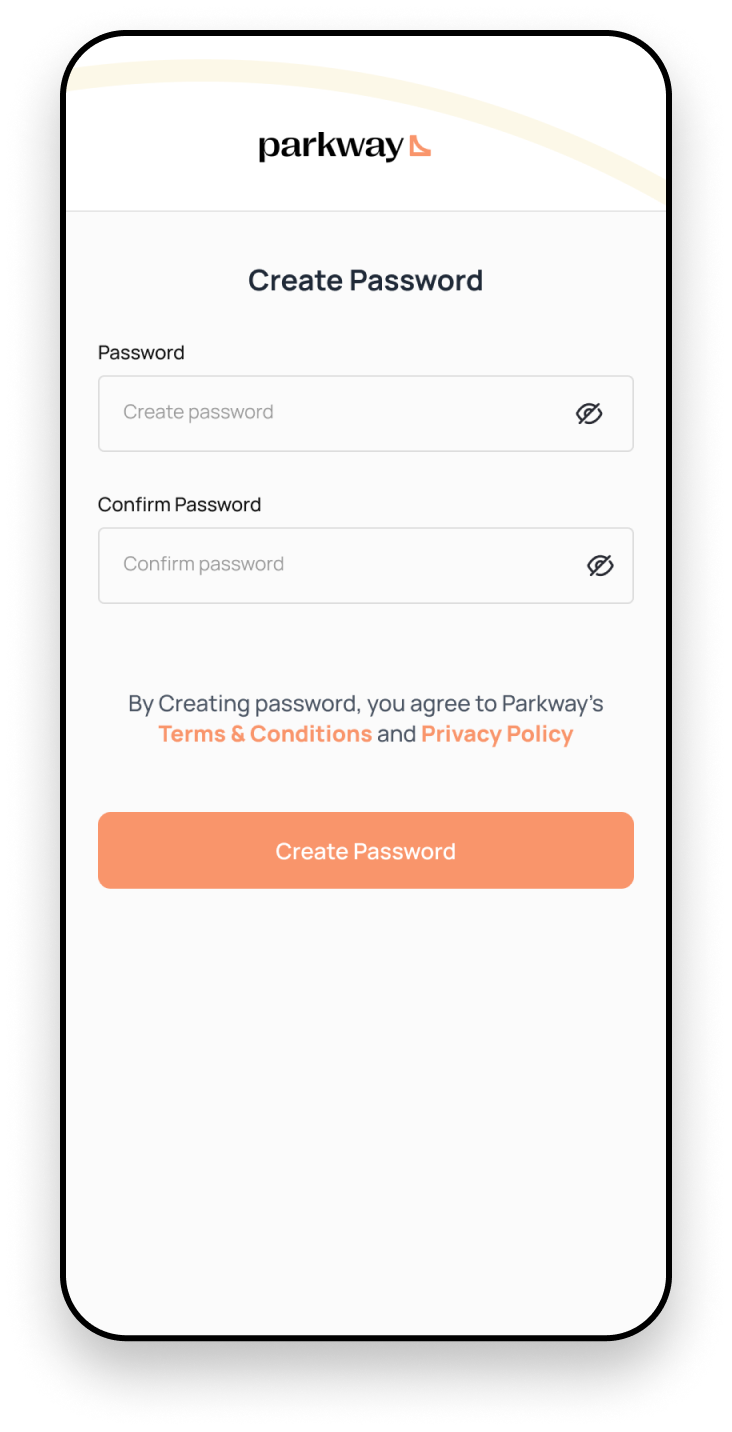 parkway
Create Password
Password
Create password
Confirm Password
Confirm password
By Creating password, you agree to Parkway's
Terms & Conditions and Privacy Policy
Create Password